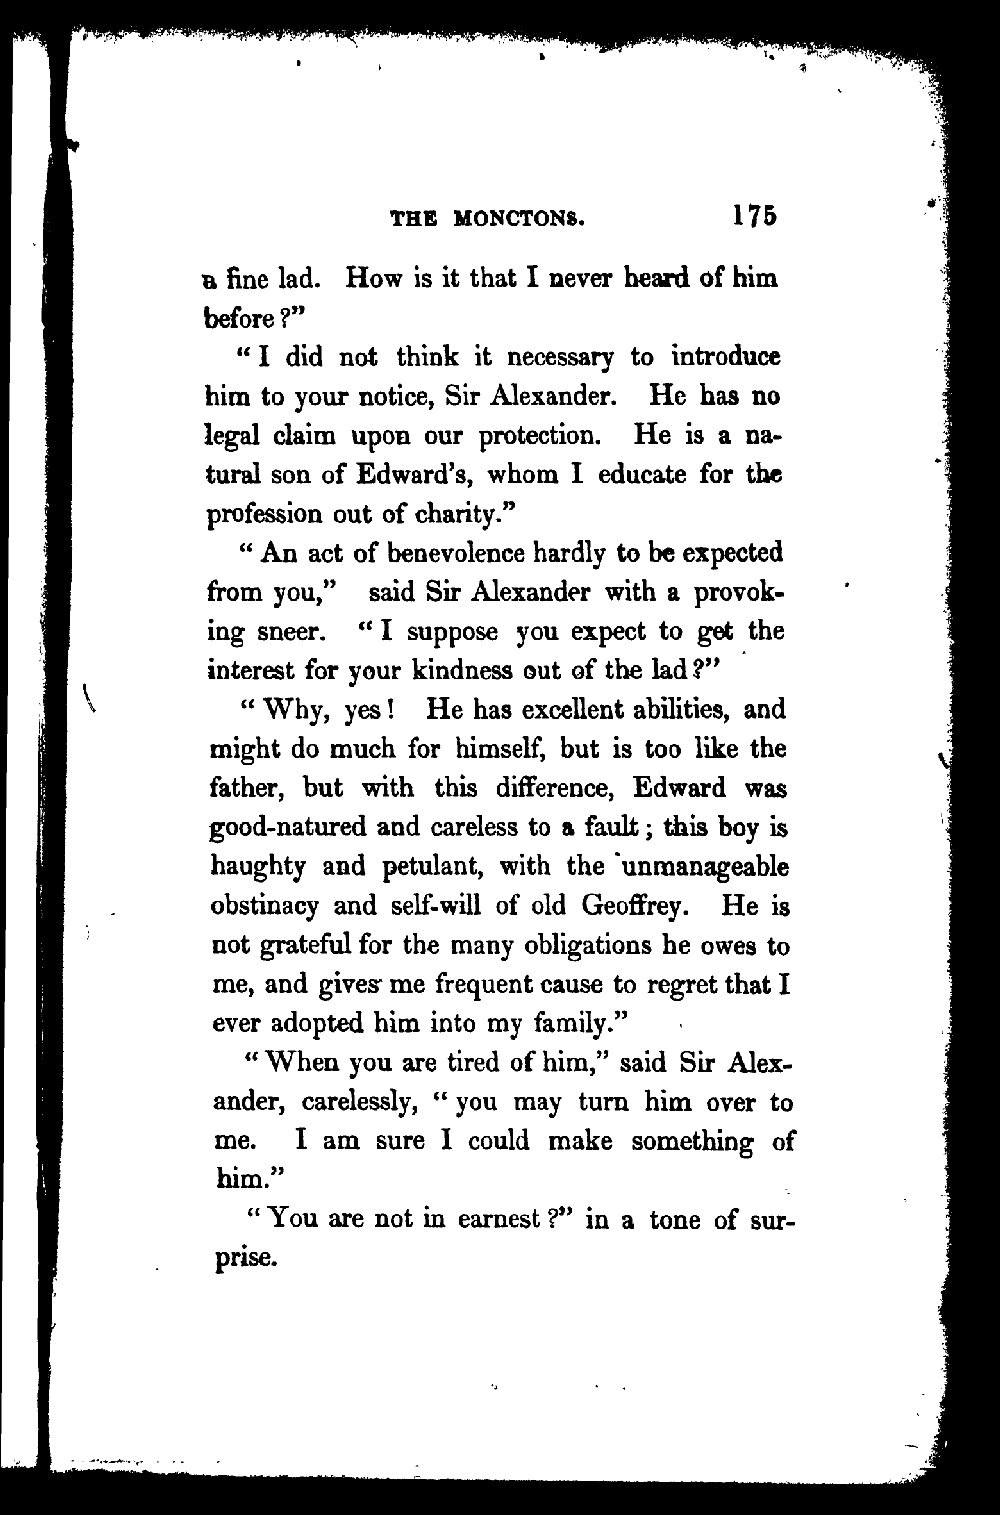 THE MONCTONS. 175
a fine lad. How is it that I never heard of him
before?”
“I did not think it necessary to introduce
him to your notice, Sir Alexander. He has no
legal claim upon our protection. He is a na-
tural son of Edward’s, whom I educate for the
profession out of charity.”
“An act of benevolence hardly to be expected
from you,” said Sir Alexander with a provok-
ing sneer. “I suppose you expect to get the
interest for your kindness out of the lad?”
“Why, yes! He has excellent abilities, and
might do much for himself, but is too like the
father, but with this difference, Edward was
good-natured and careless to a fault; this boy is
haughty and petulant, with the unmanageable
obstinacy and self-will of old Geoffrey. He is
not grateful for the many obligations he owes to
me, and gives me frequent cause to regret that I
ever adopted him into my family.”
“When you are tired of him,” said Sir Alex-
ander, carelessly, “you may turn him over to
me. I am sure I could make something of
him.”
“You are not in earnest?” in a tone of sur-
prise.